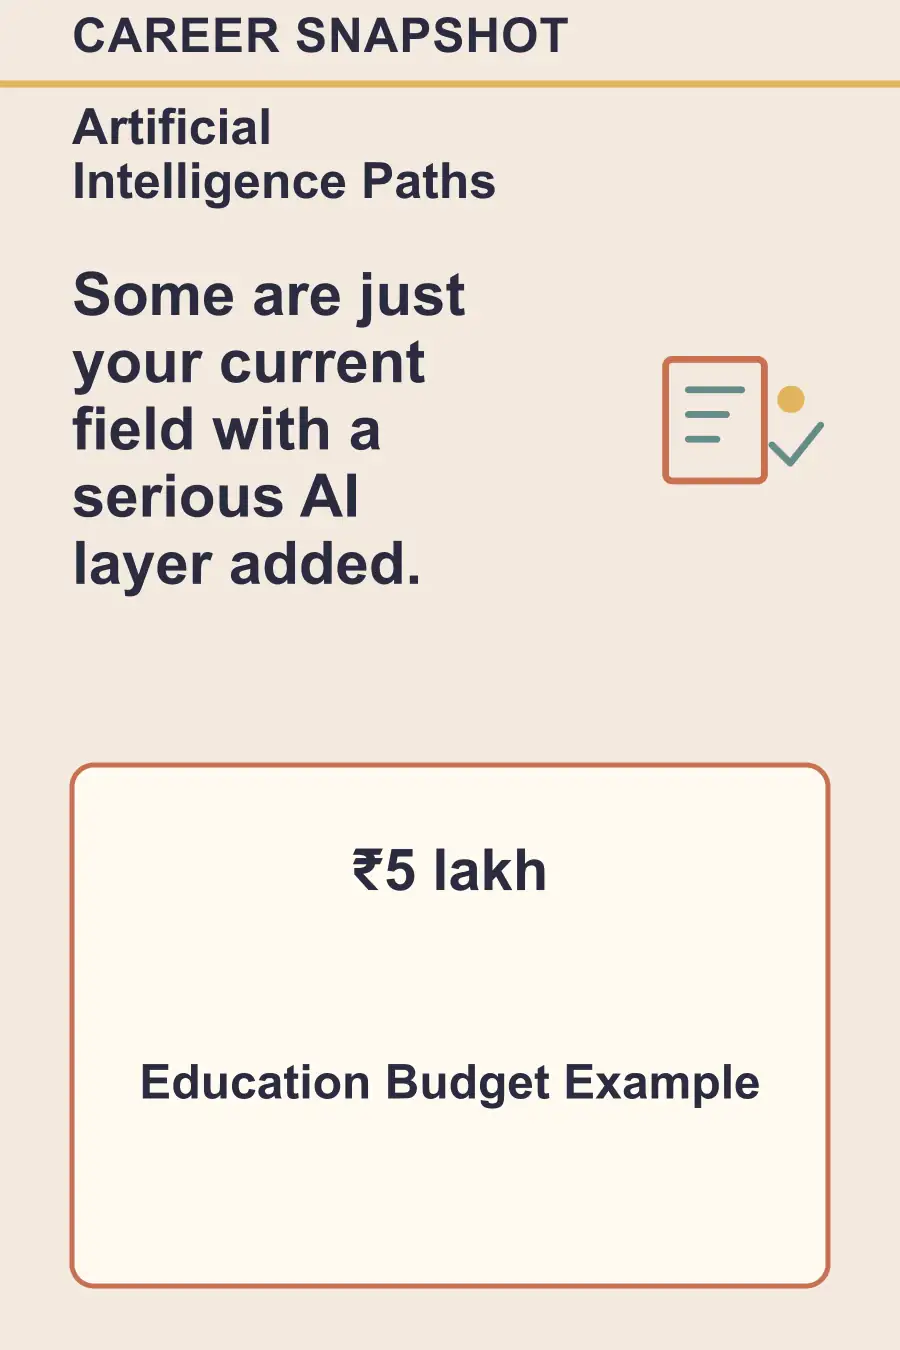 CAREER SNAPSHOT
Artificial
Intelligence Paths
Some are just
your current
field with a
serious AI
layer added.
₹5 lakh
Education Budget Example